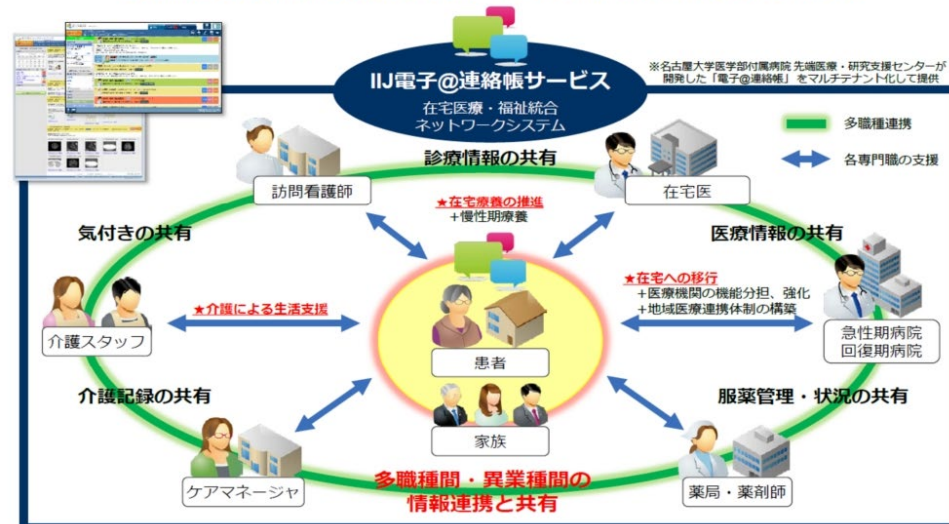 IIJ電子@連絡帳サービス
在宅医療・福祉統合
ネットワークシステム
※名古屋大学医学部付属病院 先端医療・研究支援センターが
開発した「電子@連絡帳」をマルチテナント化して提供
多職種連携
各専門職の支援
診療情報の共有
訪問看護師
在宅医
★在宅療養の推進
+慢性期療養
気付きの共有
医療情報の共有
★介護による生活支援
★在宅への移行
+医療機関の機能分担、強化
+地域医療連携体制の構築
介護スタッフ
患者
急性期病院
回復期病院
介護記録の共有
服薬管理・状況の共有
家族
ケアマネージャ
薬局・薬剤師
多職種間・異業種間の
情報連携と共有